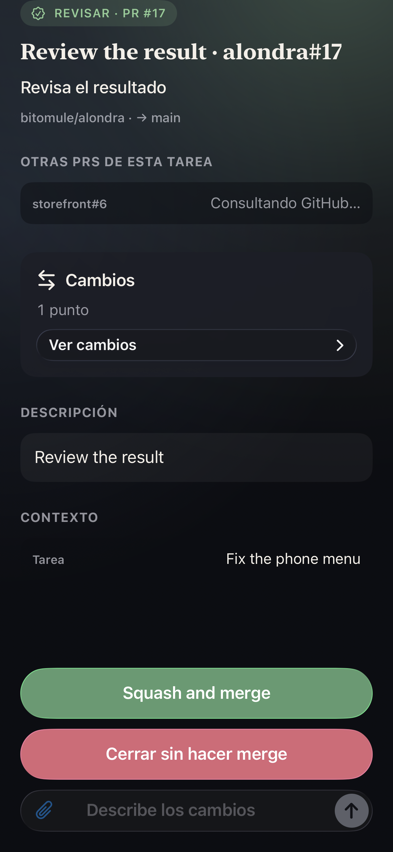 REVISAR · PR #17
Review the result · alondra#17
Revisa el resultado
bitomule/alondra · → main
OTRAS PRS DE ESTA TAREA
storefront#6 Consultando GitHub...
Cambios
1 punto
Ver cambios
DESCRIPCIÓN
Review the result
CONTEXTO
Tarea Fix the phone menu
Squash and merge
Cerrar sin hacer merge
Describe los cambios